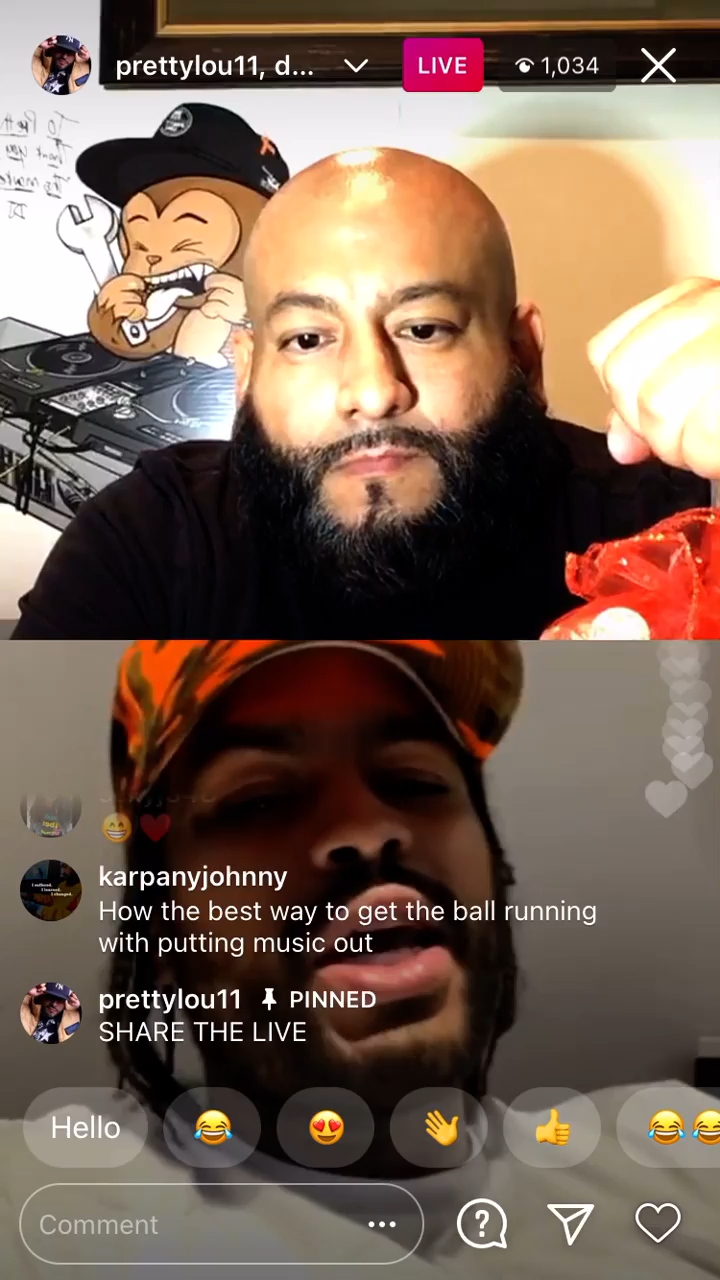 prettylou11, d...
LIVE
1,034
karpanyjohnny
How the best way to get the ball running
with putting music out
prettylou11 PINNED
SHARE THE LIVE
Hello
Comment